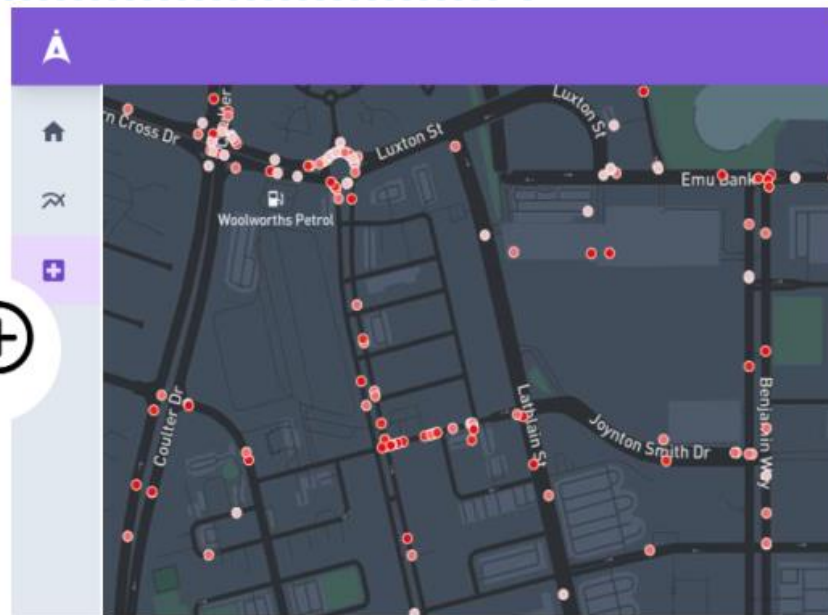 rn Cross Dr
Luxton St
Luxton St
Emu Bank
Woolworths Petrol
Coulter Dr
Lathlain St
Joynton Smith Dr
Benjamin Way